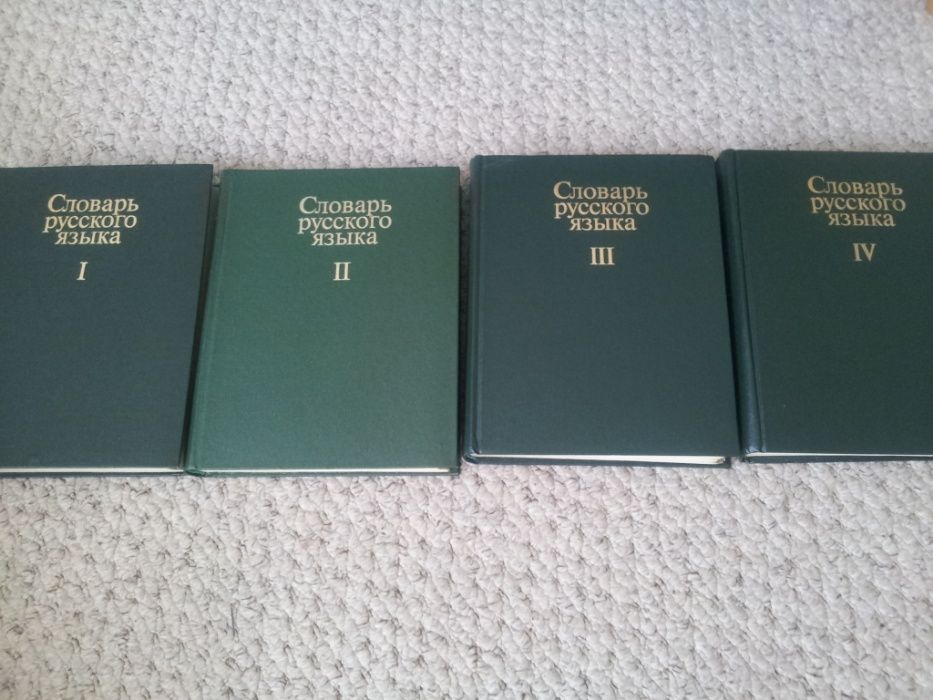 Словарь
русского
языка
I
Словарь
русского
языка
II
Словарь
русского
языка
III
Словарь
русского
языка
IV